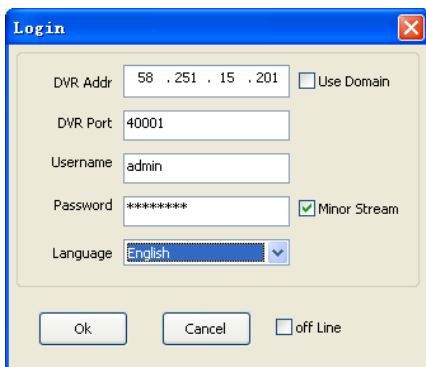 Login
DVR Addr 58 . 251 . 15 . 201 Use Domain
DVR Port 40001
Username admin
Password ******** Minor Stream
Language English
Ok Cancel off Line